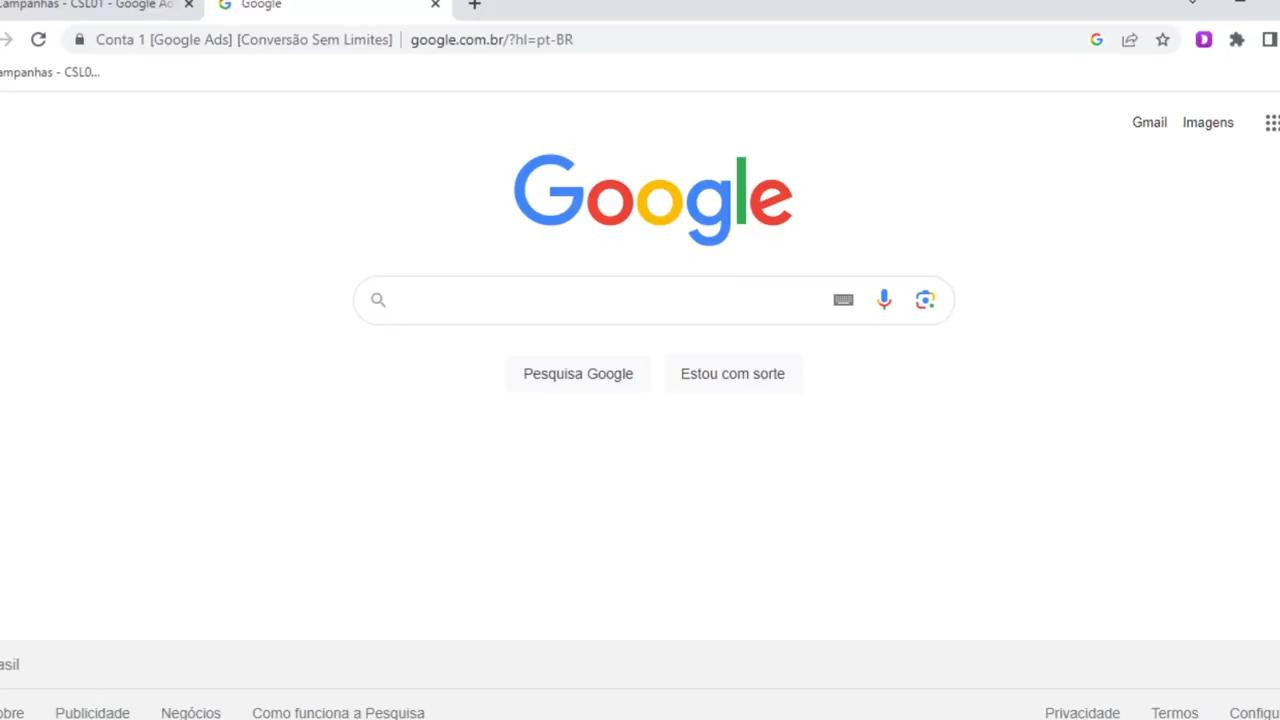 ampanhas - CSL01 - Google Ad
Google
Conta 1 [Google Ads] [Conversão Sem Limites] google.com.br/?hl=pt-BR
ampanhas - CSL0...
Gmail Imagens
Google
Pesquisa Google Estou com sorte
asil
obre Publicidade Negócios Como funciona a Pesquisa Privacidade Termos Configu